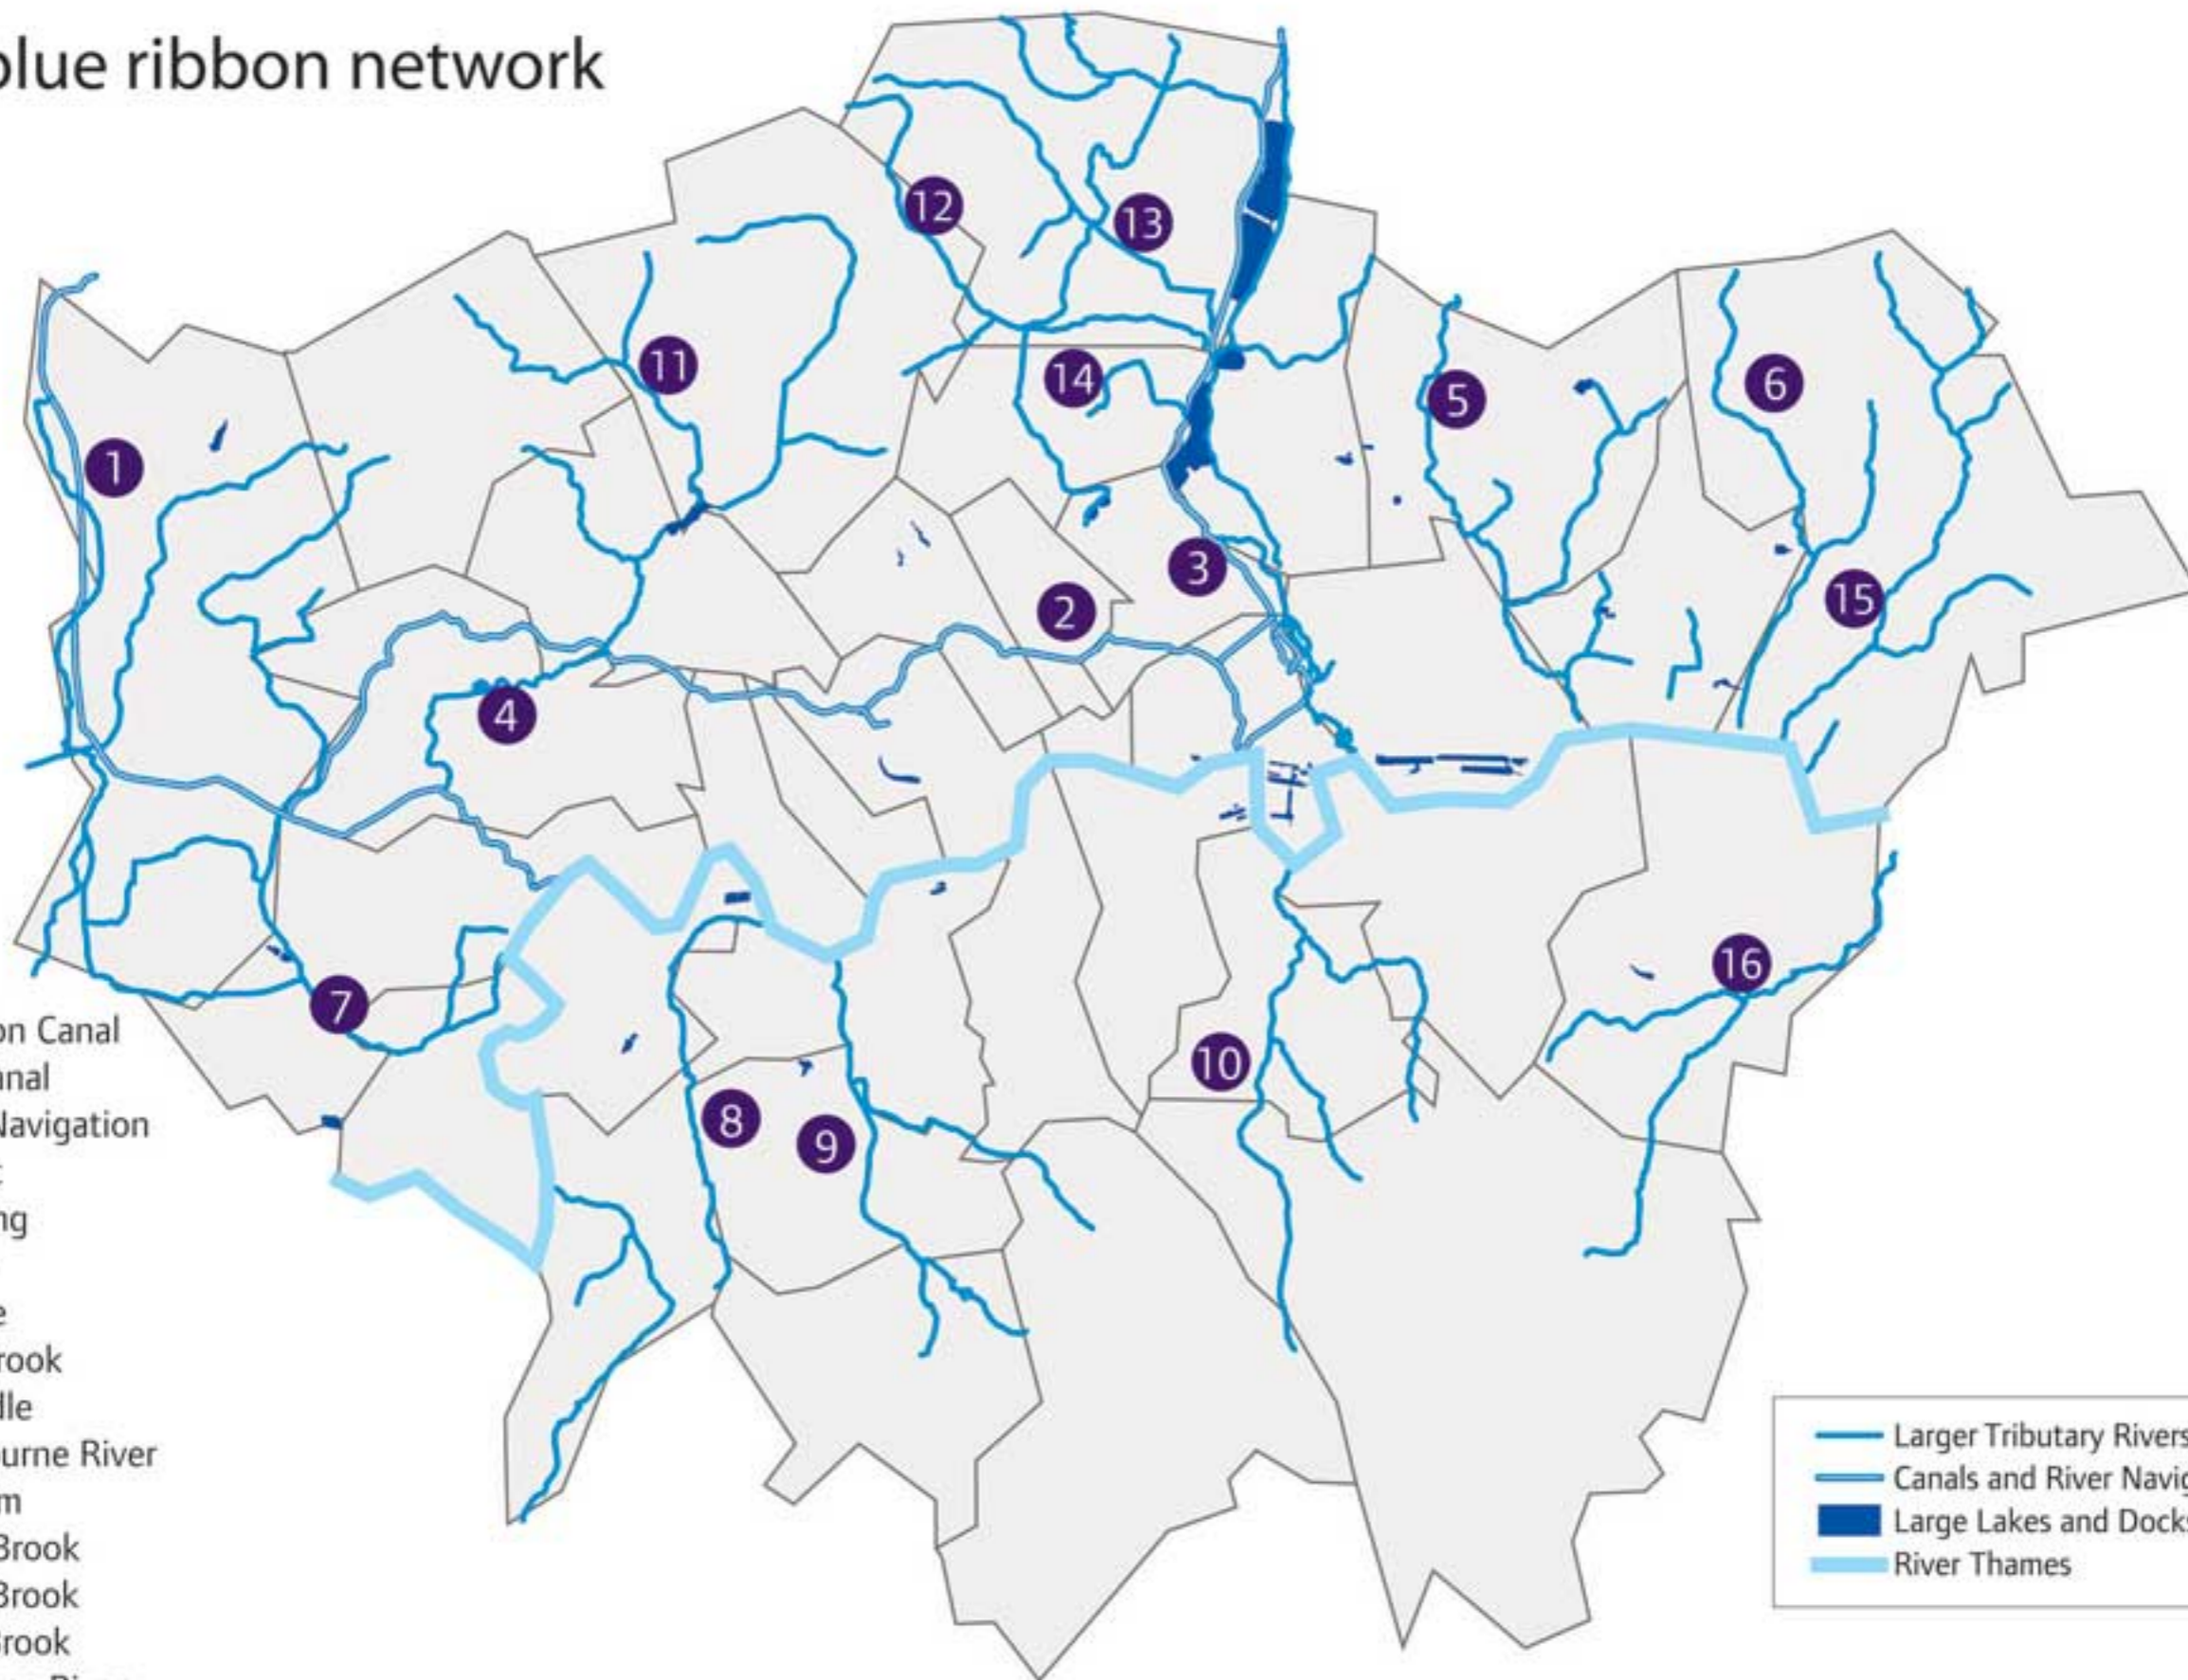 blue ribbon network
12
13
11
14
5
6
1
3
2
15
4
16
7
10
8
9
on Canal
nal
Navigation
ng
e
rook
lle
urne River
m
Brook
Brook
Brook
Larger Tributary Rivers
Canals and River Navig
Large Lakes and Docks
River Thames